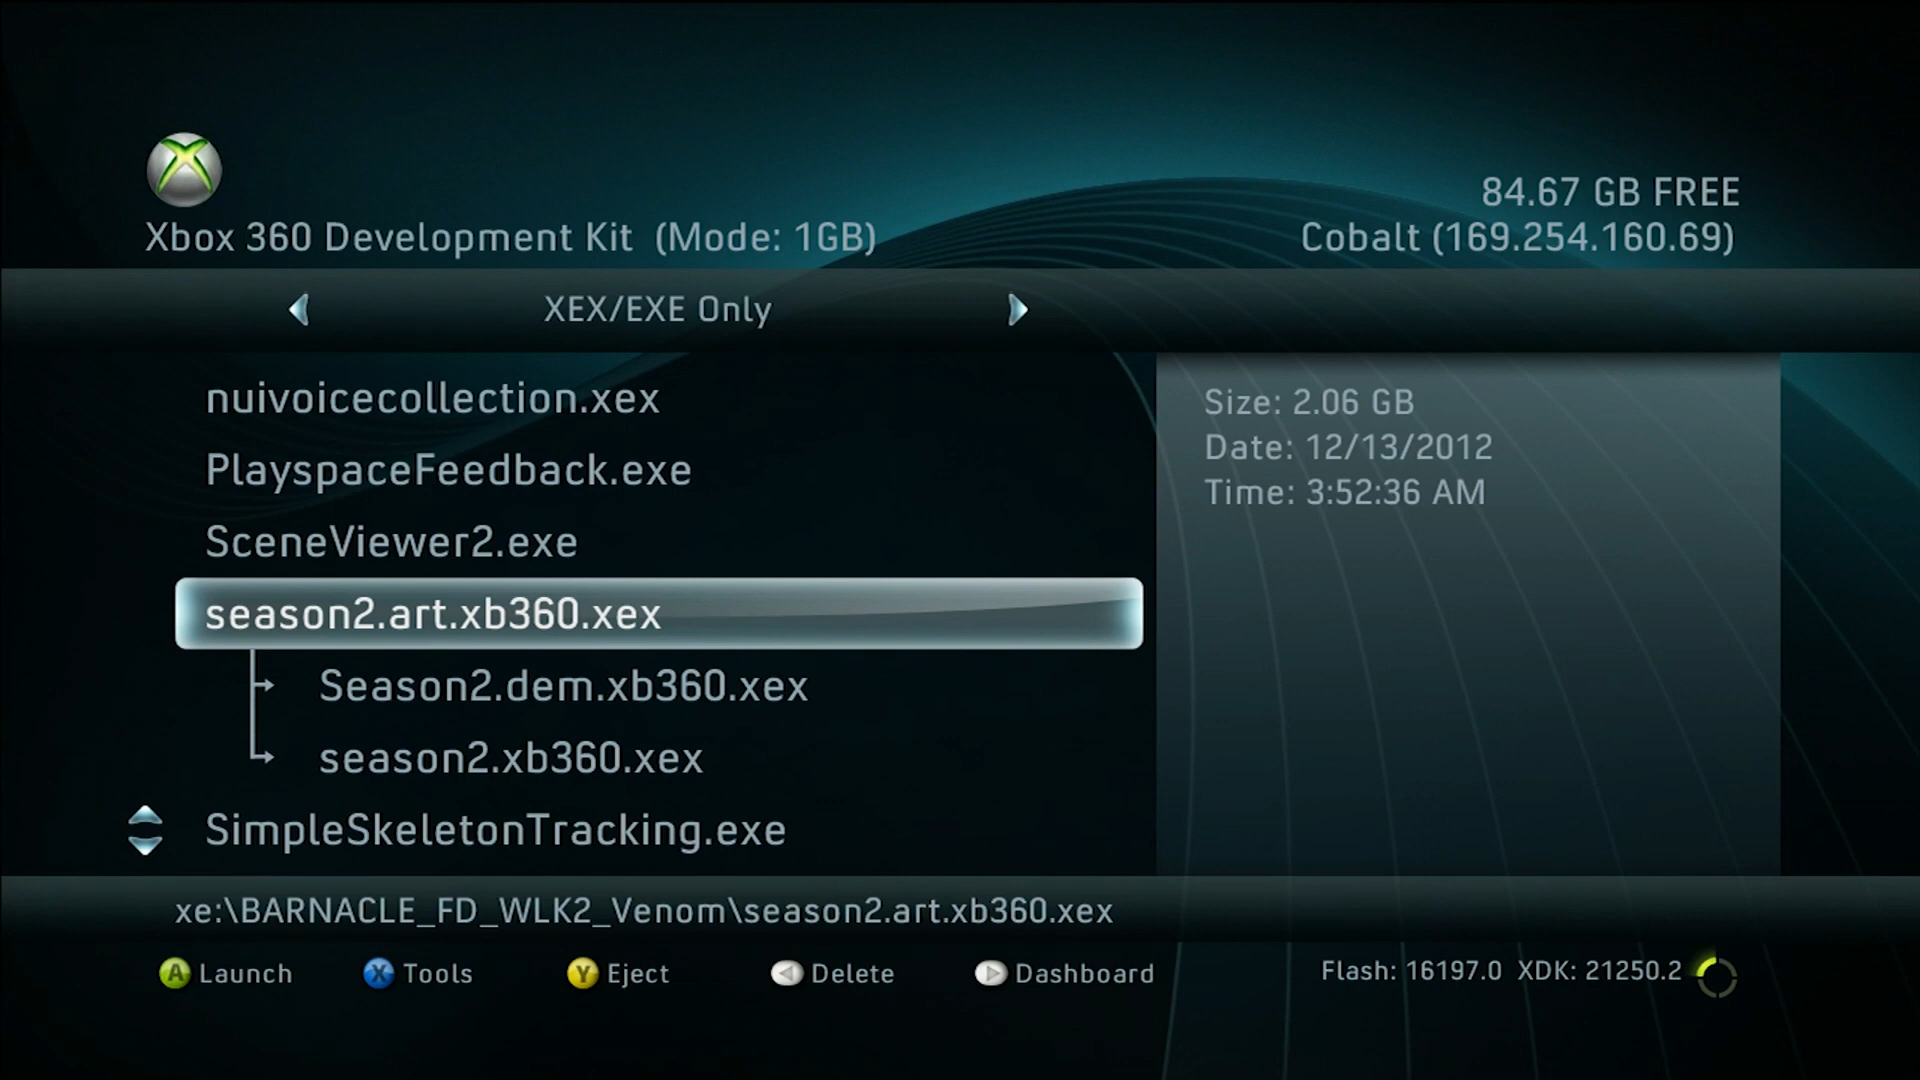 84.67 GB FREE
Xbox 360 Development Kit (Mode: 1GB)
Cobalt (169.254.160.69)
XEX/EXE Only
nuivoicecollection.xex
PlayspaceFeedback.exe
SceneViewer2.exe
season2.art.xb360.xex
Season2.dem.xb360.xex
season2.xb360.xex
SimpleSkeletonTracking.exe
Size: 2.06 GB
Date: 12/13/2012
Time: 3:52:36 AM
xe:\BARNACLE_FD_WLK2_Venom\season2.art.xb360.xex
A Launch X Tools Y Eject Delete Dashboard Flash: 16197.0 XDK: 21250.2